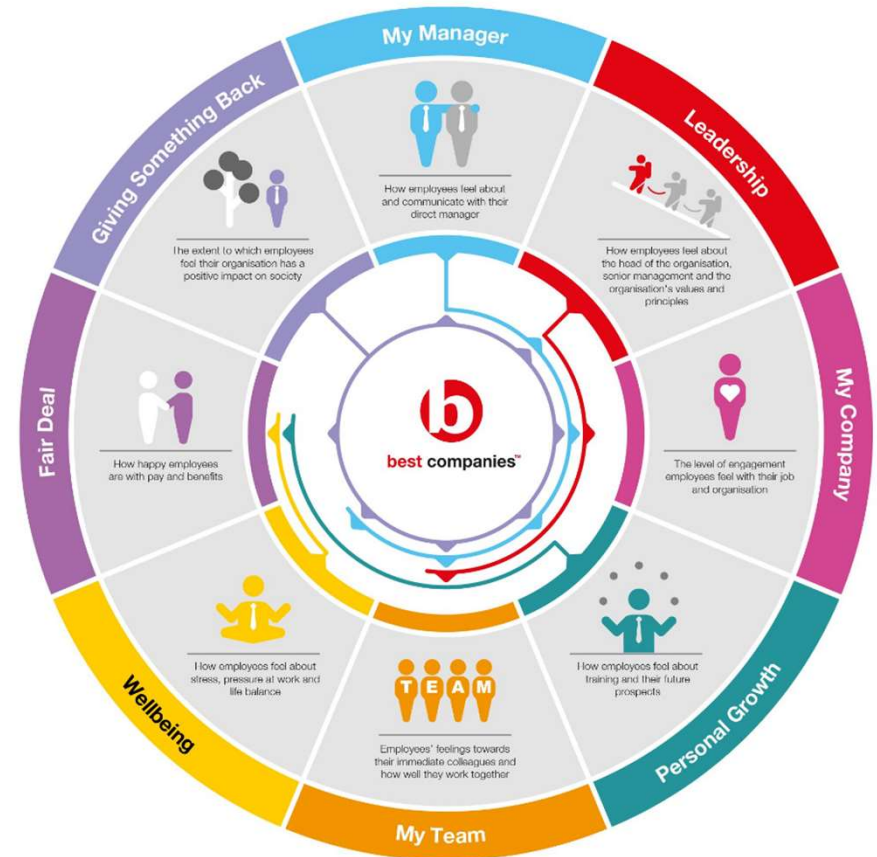 My Manager
How employees feel about
and communicate with their
direct manager
Leadership
How employees feel about
the head of the organisation,
senior management and the
organisation's values and
principles
My Company
The level of engagement
employees feel with their job
and organisation
Personal Growth
How employees feel about
training and their future
prospects
My Team
TEAM
Employees' feelings towards
their immediate colleagues and
how well they work together
Wellbeing
How employees feel about
stress, pressure at work and
life balance
Fair Deal
How happy employees
are with pay and benefits
Giving Something Back
The extent to which employees
feel their organisation has a
positive impact on society
b
best companies™